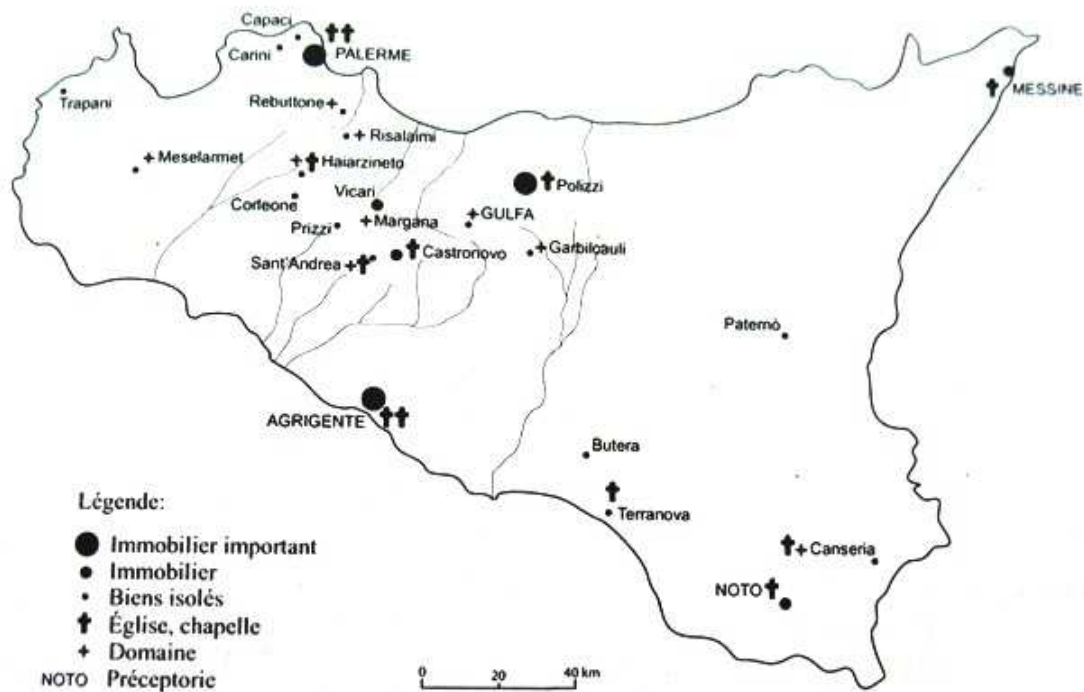 Capaci
Carini
PALERME
Trapani
MESSINE
Rebuttone
Risalaimi
Meselarmet
Haiarzineto
Corleone
Vicari
Polizzi
Prizzi
Margana
GULFA
Sant'Andrea
Castronovo
Garbilcauli
Paternò
AGRIGENTE
Butera
Terranova
Canseria
NOTO
Légende:
Immobilier important
Immobilier
Biens isolés
Église, chapelle
Domaine
NOTO Préceptorie
0 20 40 km